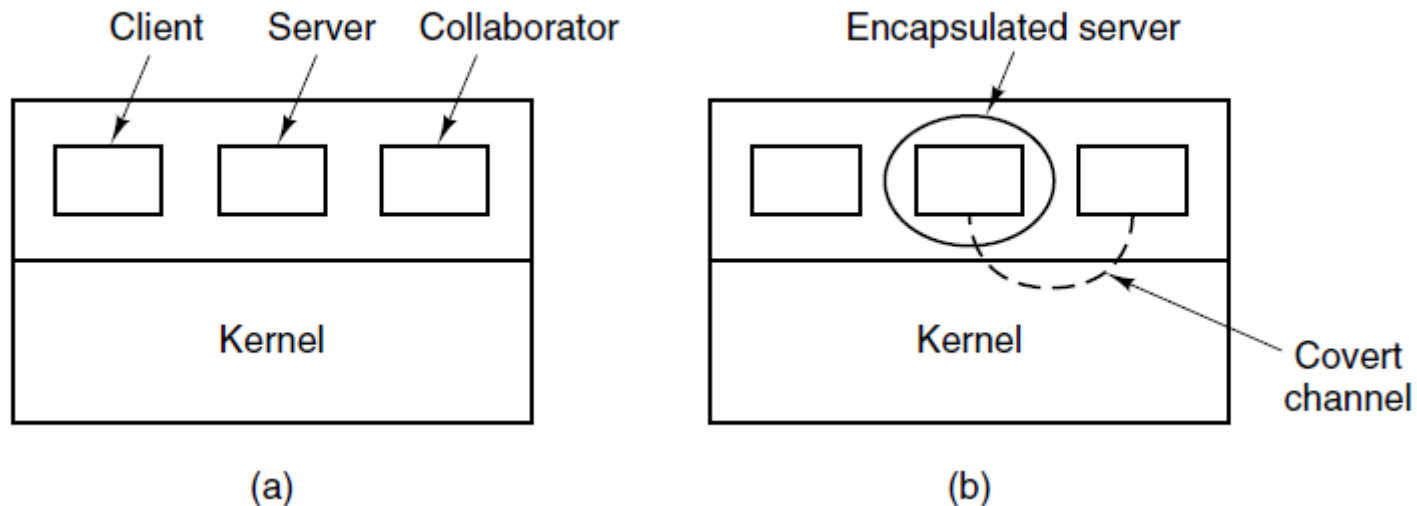 Client Server Collaborator
Kernel
(a)
Encapsulated server
Kernel
Covert
channel
(b)